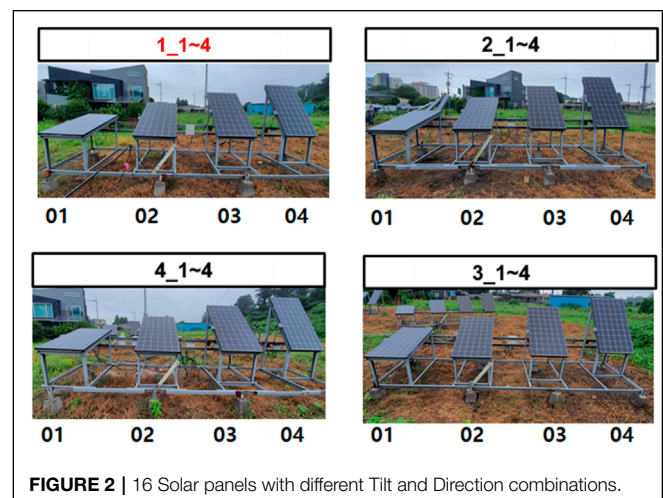 1_1~4
2_1~4
01 02 03 04
01 02 03 04
4_1~4
3_1~4
01 02 03 04
01 02 03 04
FIGURE 2 | 16 Solar panels with different Tilt and Direction combinations.